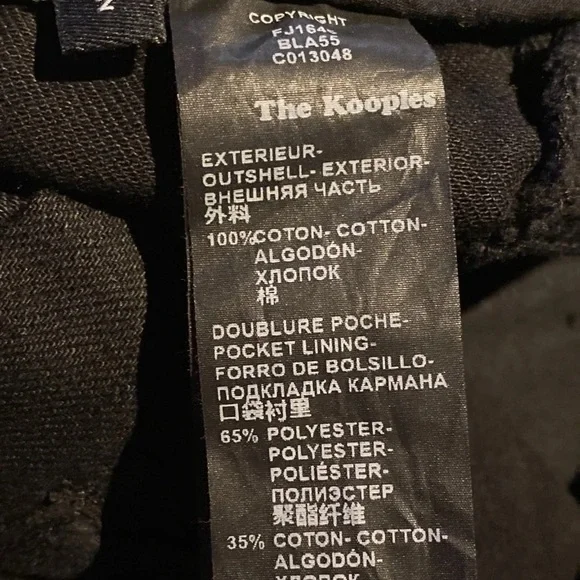 COPYRIGHT
BLA55
C013048
The Kooples
EXTERIEUR-
OUTSHELL- EXTERIOR-
ВНЕШНЯЯ ЧАСТЬ
外料
100% COTON- COTTON-
ALGODÓN-
ХЛОПОК
棉
DOUBLURE POCHE-
POCKET LINING-
FORRO DE BOLSILLO-
ПОДКЛАДКА КАРМАНА
口袋衬里
65% POLYESTER-
POLYESTER-
POLIÉSTER-
ПОЛИЭСТЕР
聚酯纤维
35% COTON- COTTON-
ALGODÓN-
ХЛОПОК